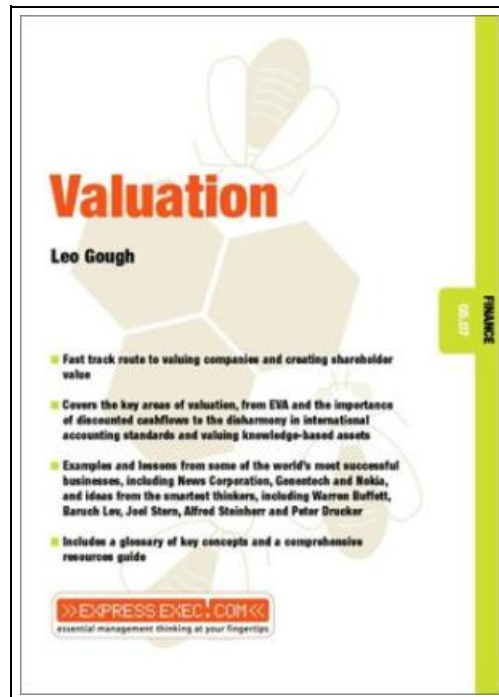 Valuation
Leo Gough
FINANCE
05.07
Fast track route to valuing companies and creating shareholder
value
Covers the key areas of valuation, from EVA and the importance
of discounted cashflows to the disharmony in international
accounting standards and valuing knowledge-based assets
Examples and lessons from some of the world's most successful
businesses, including News Corporation, Genentech and Nokia,
and ideas from the smartest thinkers, including Warren Buffett,
Baruch Lev, Joel Stern, Alfred Steinherr and Peter Drucker
Includes a glossary of key concepts and a comprehensive
resources guide
>>EXPRESS EXEC!COM<<
essential management thinking at your fingertips